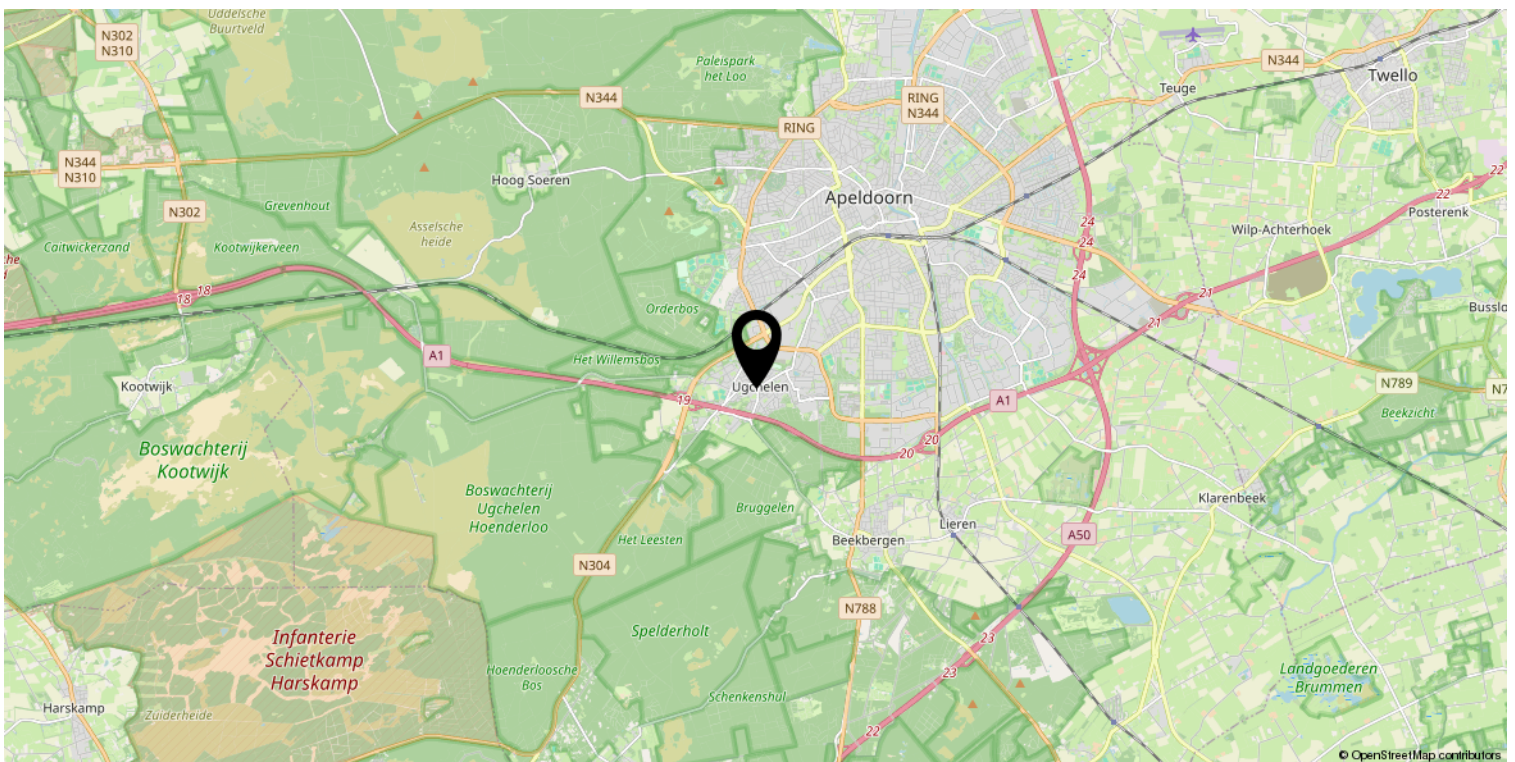 Uddelsche
Buurtveld
N302
N310
Paleispark
het Loo
N344
Twello
Teuge
N344
RING
N344
RING
N344
N310
Hoog Soeren
22
22
Apeldoorn
N302
Grevenhout
Posterenk
Caitwickerzand
Kootwijkerveen
Asselsche
heide
24
24
Wilp-Achterhoek
24
18
18
21
21
Orderbos
Busslo
A1
Het Willemsbos
Kootwijk
Ugchelen
N789
19
A1
Beekzicht
Boswachterij
Kootwijk
20
20
Boswachterij
Ugchelen
Hoenderloo
Bruggelen
Klarenbeek
Lieren
Het Leesten
Beekbergen
A50
N304
N788
Infanterie
Schietkamp
Harskamp
Spelderholt
23
23
Hoenderloosche
Bos
Landgoederen
Brummen
Schenkenshul
Harskamp
Zuiderheide
22
© OpenStreetMap contributors